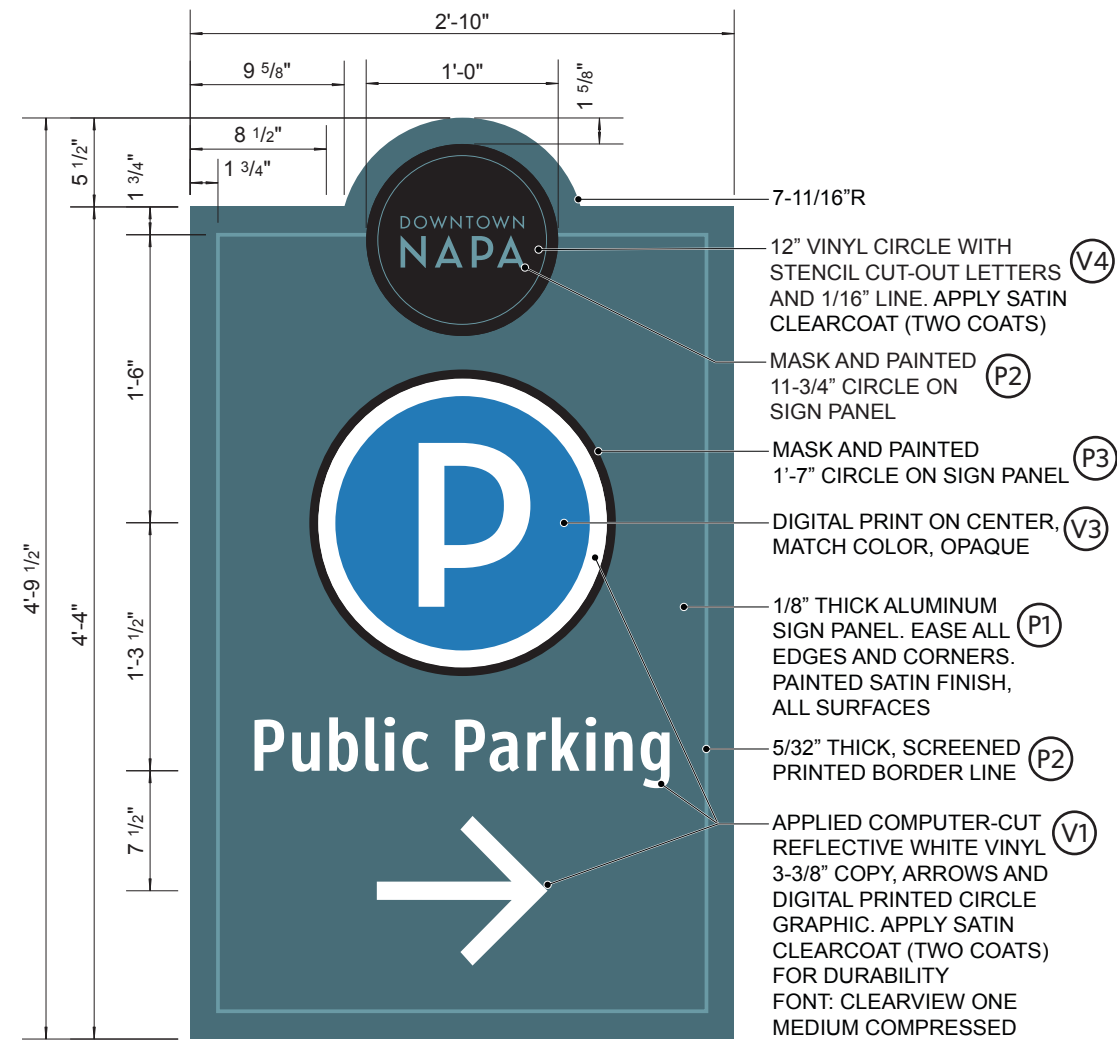 2'-10"
9 5/8"
1'-0"
1 5/8"
8 1/2"
1 3/4"
5 1/2"
1 3/4"
1'-6"
4'-9 1/2"
4'-4"
1'-3 1/2"
7 1/2"
DOWNTOWN
NAPA
P
Public Parking
7-11/16”R
12” VINYL CIRCLE WITH
STENCIL CUT-OUT LETTERS
AND 1/16” LINE. APPLY SATIN
CLEARCOAT (TWO COATS)
V4
MASK AND PAINTED
11-3/4” CIRCLE ON
SIGN PANEL
P2
MASK AND PAINTED
1’-7” CIRCLE ON SIGN PANEL
P3
DIGITAL PRINT ON CENTER,
MATCH COLOR, OPAQUE
V3
1/8” THICK ALUMINUM
SIGN PANEL. EASE ALL
EDGES AND CORNERS.
PAINTED SATIN FINISH,
ALL SURFACES
P1
5/32” THICK, SCREENED
PRINTED BORDER LINE
P2
APPLIED COMPUTER-CUT
REFLECTIVE WHITE VINYL
3-3/8” COPY, ARROWS AND
DIGITAL PRINTED CIRCLE
GRAPHIC. APPLY SATIN
CLEARCOAT (TWO COATS)
FOR DURABILITY
FONT: CLEARVIEW ONE
MEDIUM COMPRESSED
V1